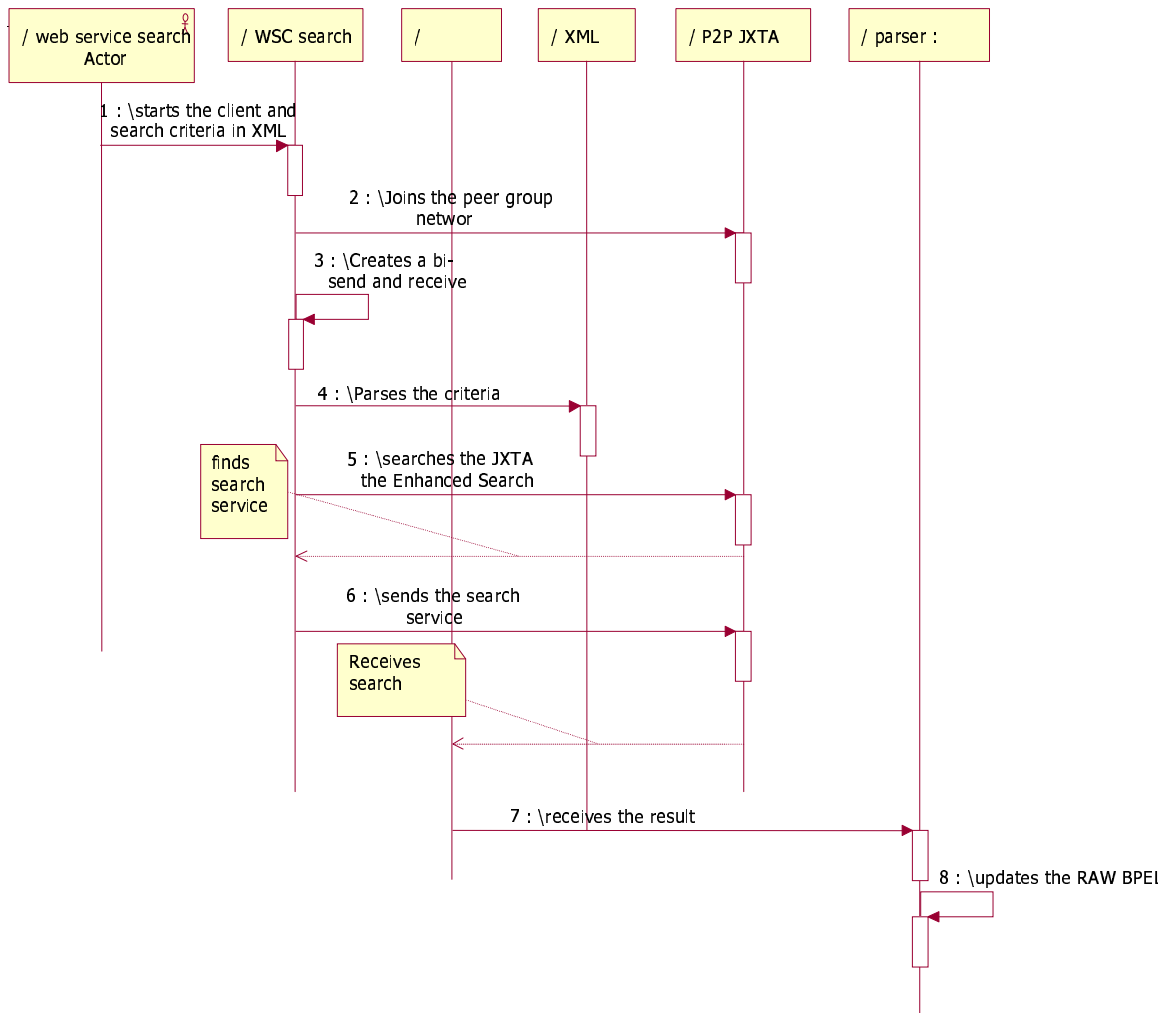 / web service search
Actor
/ WSC search
/
/ XML
/ P2P JXTA
/ parser :
1 : \starts the client and
search criteria in XML
2 : \Joins the peer group
networ
3 : \Creates a bi-
send and receive
4 : \Parses the criteria
finds
search
service
5 : \searches the JXTA
the Enhanced Search
6 : \sends the search
service
Receives
search
7 : \receives the result
8 : \updates the RAW BPEL